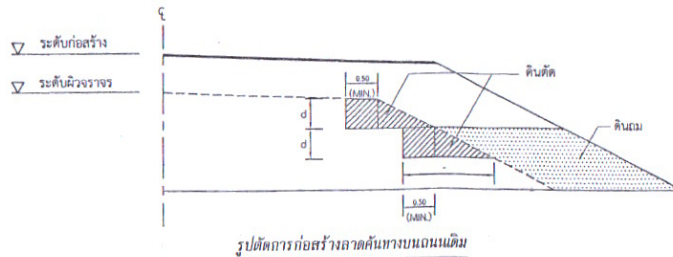 ℄
ระดับก่อสร้าง
ระดับผิวจราจร
0.50
(MIN.)
ดินตัด
ดินถม
d
d
0.50
(MIN.)
รูปตัดการก่อสร้างลาดคันทางบนถนนเดิม